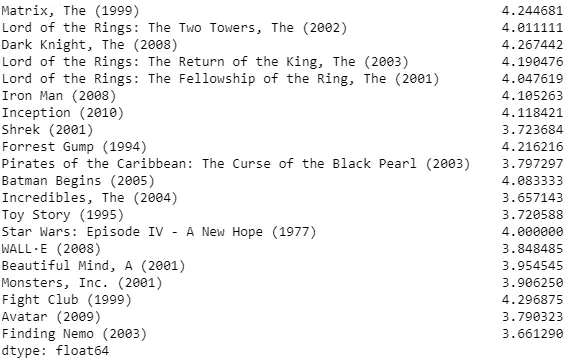 Matrix, The (1999) 4.244681
Lord of the Rings: The Two Towers, The (2002) 4.011111
Dark Knight, The (2008) 4.267442
Lord of the Rings: The Return of the King, The (2003) 4.190476
Lord of the Rings: The Fellowship of the Ring, The (2001) 4.047619
Iron Man (2008) 4.105263
Inception (2010) 4.118421
Shrek (2001) 3.723684
Forrest Gump (1994) 4.216216
Pirates of the Caribbean: The Curse of the Black Pearl (2003) 3.797297
Batman Begins (2005) 4.083333
Incredibles, The (2004) 3.657143
Toy Story (1995) 3.720588
Star Wars: Episode IV - A New Hope (1977) 4.000000
WALL·E (2008) 3.848485
Beautiful Mind, A (2001) 3.954545
Monsters, Inc. (2001) 3.906250
Fight Club (1999) 4.296875
Avatar (2009) 3.790323
Finding Nemo (2003) 3.661290
dtype: float64